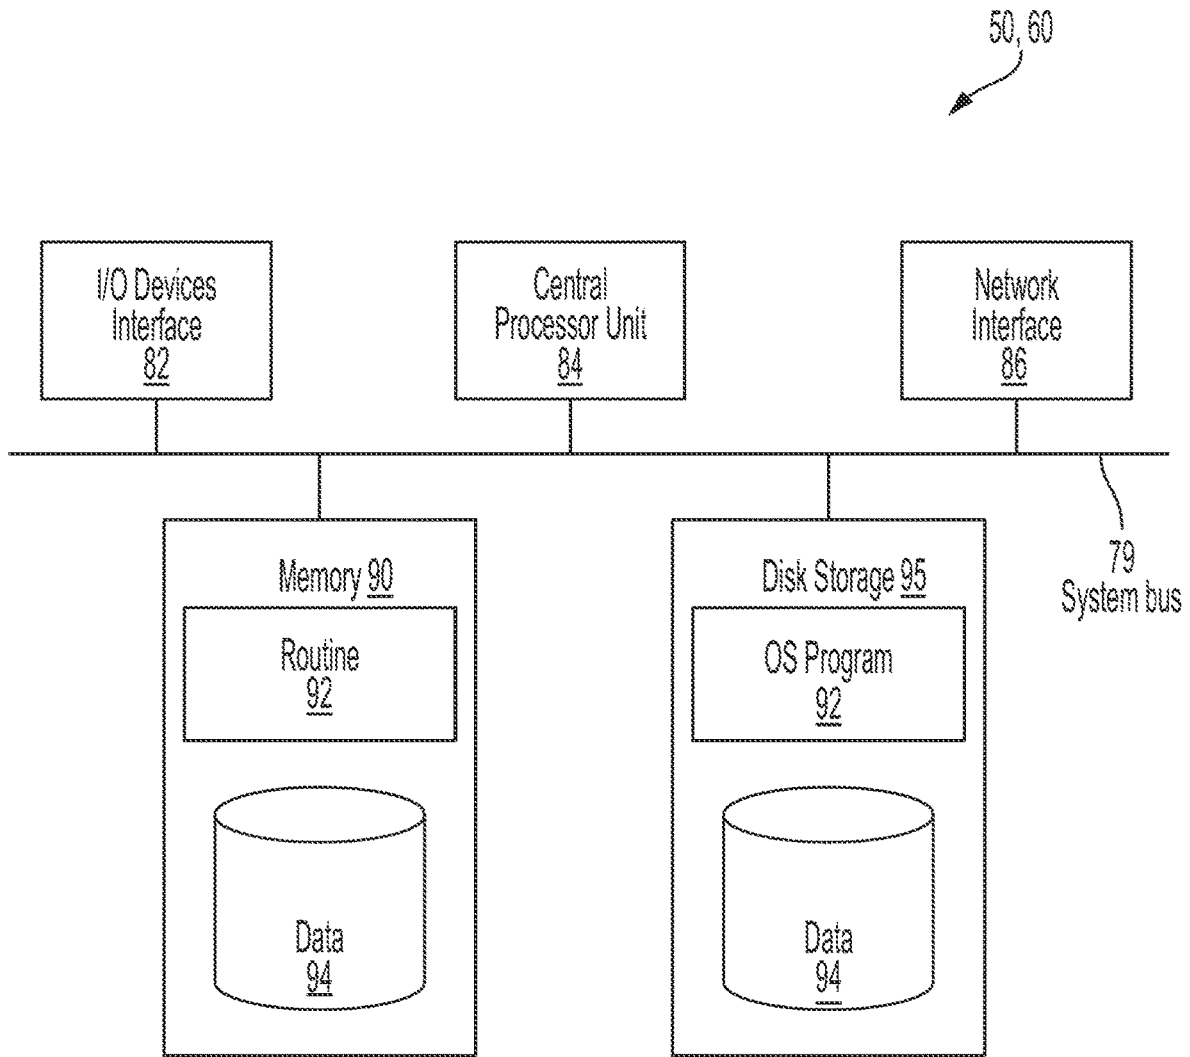 50, 60
I/O Devices
Interface
82
Central
Processor Unit
84
Network
Interface
86
79
System bus
Memory 90
Routine
92
Data
94
Disk Storage 95
OS Program
92
Data
94